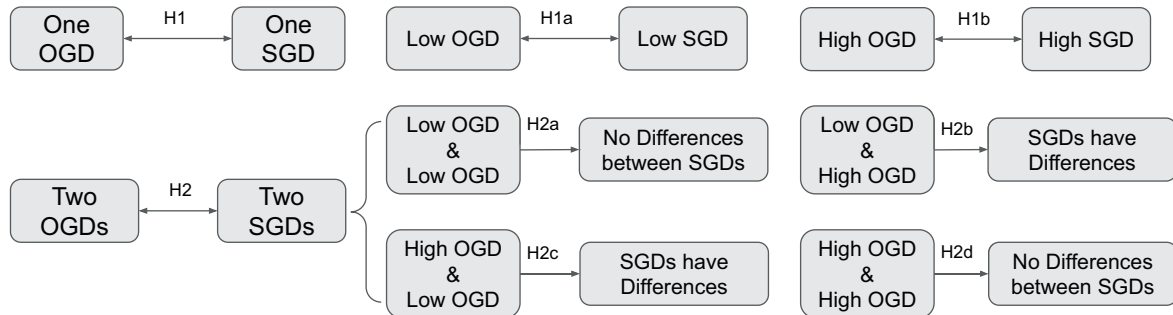 One
OGD
H1
One
SGD
Low OGD
H1a
Low SGD
High OGD
H1b
High SGD
Two
OGDs
H2
Two
SGDs
Low OGD
&
Low OGD
H2a
No Differences
between SGDs
Low OGD
&
High OGD
H2b
SGDs have
Differences
High OGD
&
Low OGD
H2c
SGDs have
Differences
High OGD
&
High OGD
H2d
No Differences
between SGDs